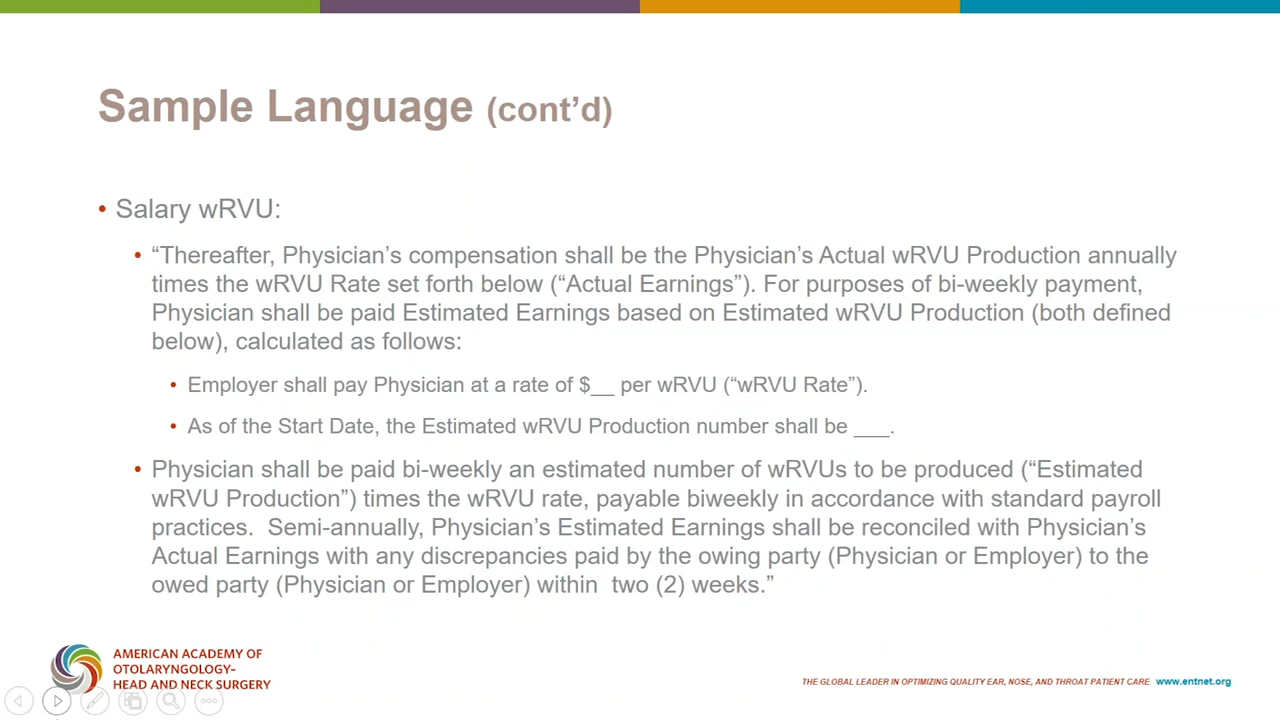 Sample Language (cont’d)
• Salary wRVU:
• “Thereafter, Physician’s compensation shall be the Physician’s Actual wRVU Production annually
times the wRVU Rate set forth below (“Actual Earnings”). For purposes of bi-weekly payment,
Physician shall be paid Estimated Earnings based on Estimated wRVU Production (both defined
below), calculated as follows:
• Employer shall pay Physician at a rate of $__ per wRVU (“wRVU Rate”).
• As of the Start Date, the Estimated wRVU Production number shall be ___.
• Physician shall be paid bi-weekly an estimated number of wRVUs to be produced (“Estimated
wRVU Production”) times the wRVU rate, payable biweekly in accordance with standard payroll
practices.  Semi-annually, Physician’s Estimated Earnings shall be reconciled with Physician’s
Actual Earnings with any discrepancies paid by the owing party (Physician or Employer) to the
owed party (Physician or Employer) within  two (2) weeks.”
AMERICAN ACADEMY OF
OTOLARYNGOLOGY–
HEAD AND NECK SURGERY
THE GLOBAL LEADER IN OPTIMIZING QUALITY EAR, NOSE, AND THROAT PATIENT CARE www.entnet.org